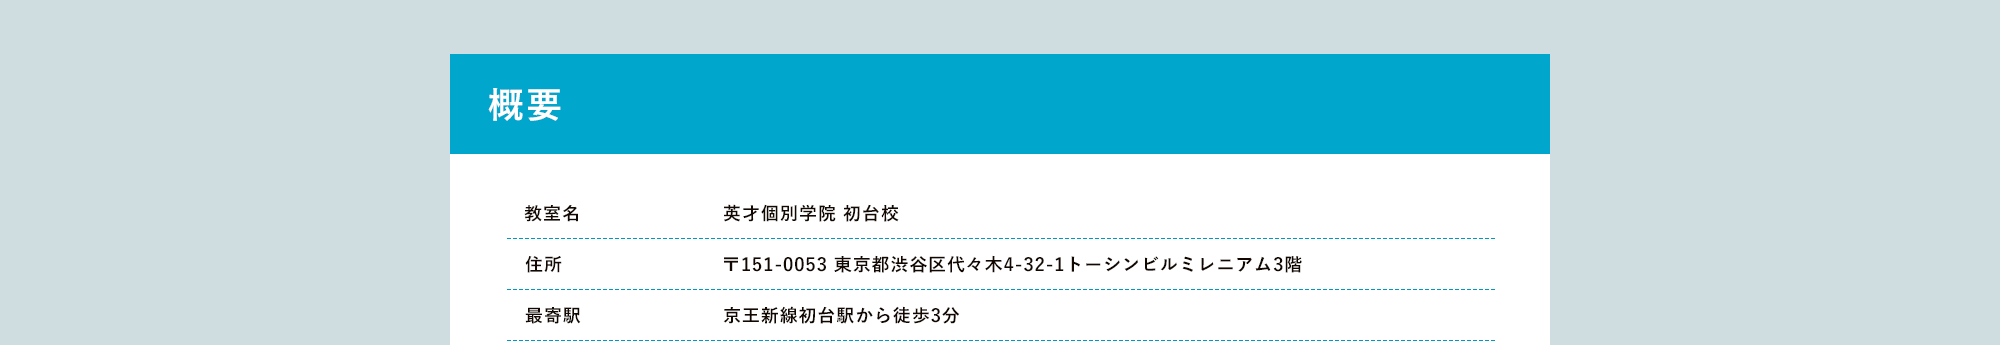 概要
教室名 英才個別学院 初台校
住所 〒151-0053 東京都渋谷区代々木4-32-1トーシンビルミレニアム3階
最寄駅 京王新線初台駅から徒歩3分